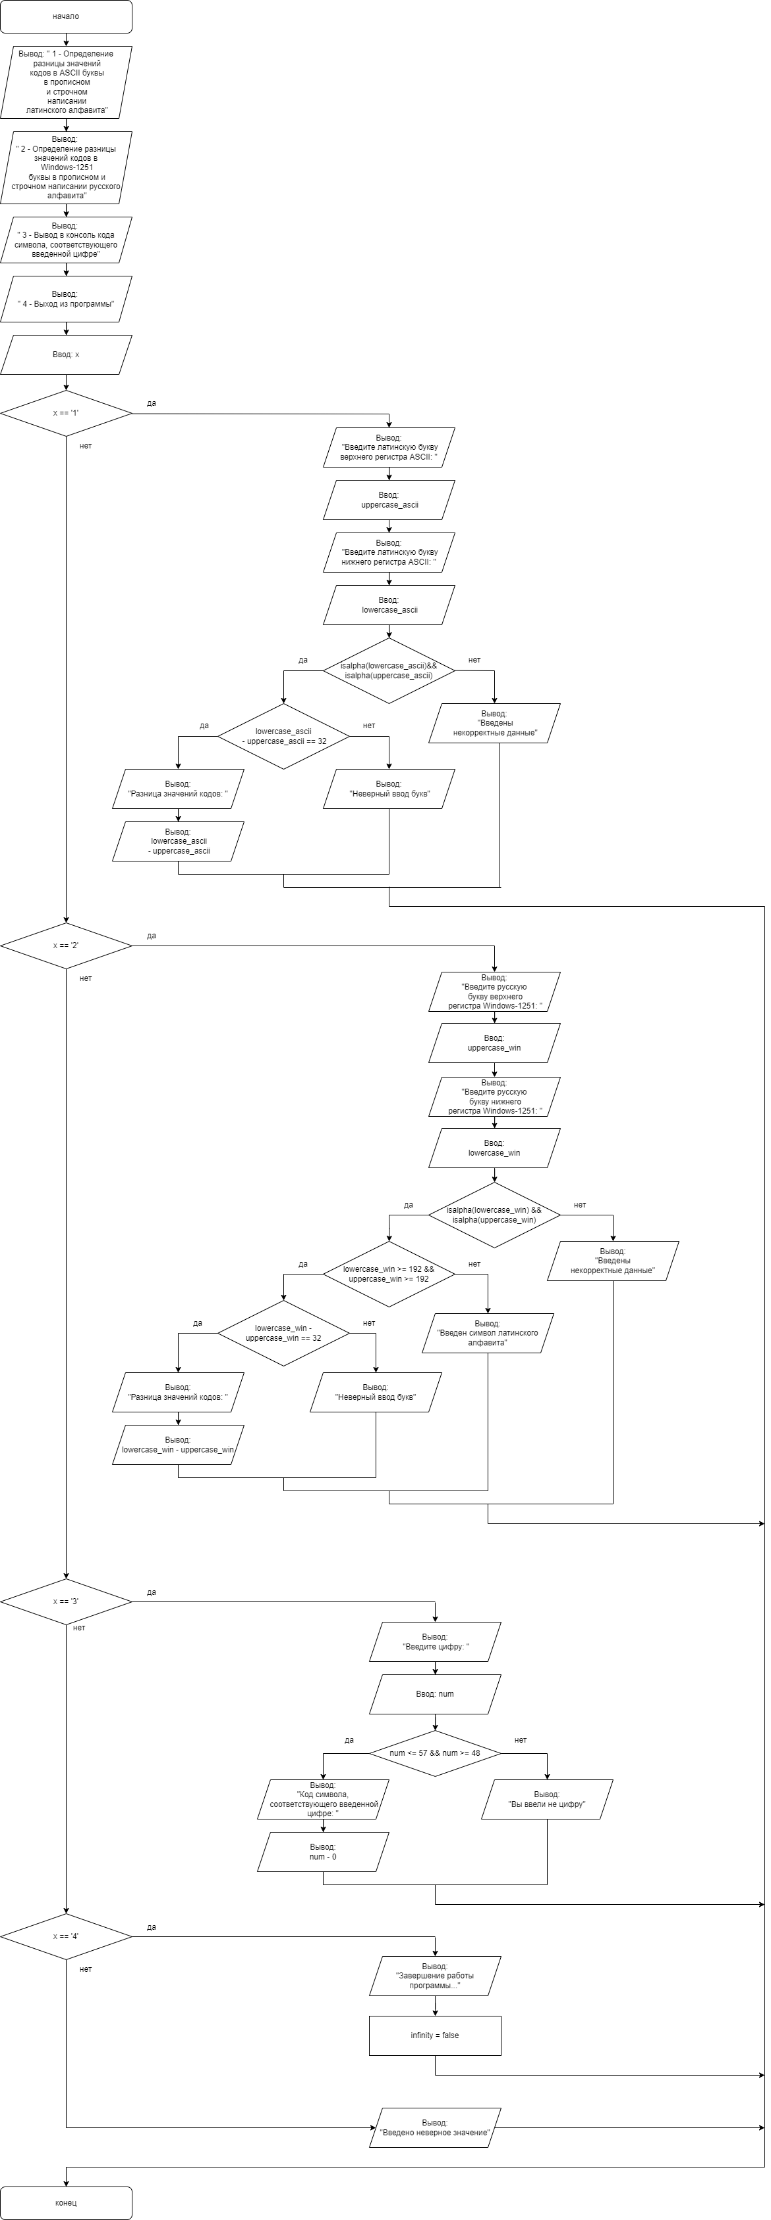 начало
Вывод: " 1 - Определение
разницы значений
кодов в ASCII буквы
в прописном
и строчном
написании
латинского алфавита"
Вывод:
" 2 - Определение разницы
значений кодов в
Windows-1251
буквы в прописном и
строчном написании русского
алфавита"
Вывод:
" 3 - Вывод в консоль кода
символа, соответствующего
введенной цифре"
Вывод:
" 4 - Выход из программы"
Ввод: x
x == '1'
да
нет
Вывод:
"Введите латинскую букву
верхнего регистра ASCII: "
Ввод:
uppercase_ascii
Вывод:
"Введите латинскую букву
нижнего регистра ASCII: "
Ввод:
lowercase_ascii
isalpha(lowercase_ascii)&&
isalpha(uppercase_ascii)
да
нет
lowercase_ascii
- uppercase_ascii == 32
да
нет
Вывод:
"Введены
некорректные данные"
Вывод:
"Разница значений кодов: "
Вывод:
"Неверный ввод букв"
Вывод:
lowercase_ascii
- uppercase_ascii
x == '2'
да
нет
Вывод:
"Введите русскую
букву верхнего
регистра Windows-1251: "
Ввод:
uppercase_win
Вывод:
"Введите русскую
букву нижнего
регистра Windows-1251: "
Ввод:
lowercase_win
isalpha(lowercase_win) &&
isalpha(uppercase_win)
да
нет
Вывод:
"Введены
некорректные данные"
lowercase_win >= 192 &&
uppercase_win >= 192
да
нет
Вывод:
"Введен символ латинского
алфавита"
lowercase_win -
uppercase_win == 32
да
нет
Вывод:
"Разница значений кодов: "
Вывод:
"Неверный ввод букв"
Вывод:
lowercase_win - uppercase_win
x == '3'
да
нет
Вывод:
"Введите цифру: "
Ввод: num
num <= 57 && num >= 48
да
нет
Вывод:
"Код символа,
соответствующего введенной
цифре: "
Вывод:
"Вы ввели не цифру"
Вывод:
num - 0
x == '4'
да
нет
Вывод:
"Завершение работы
программы..."
infinity = false
Вывод:
"Введено неверное значение"
конец